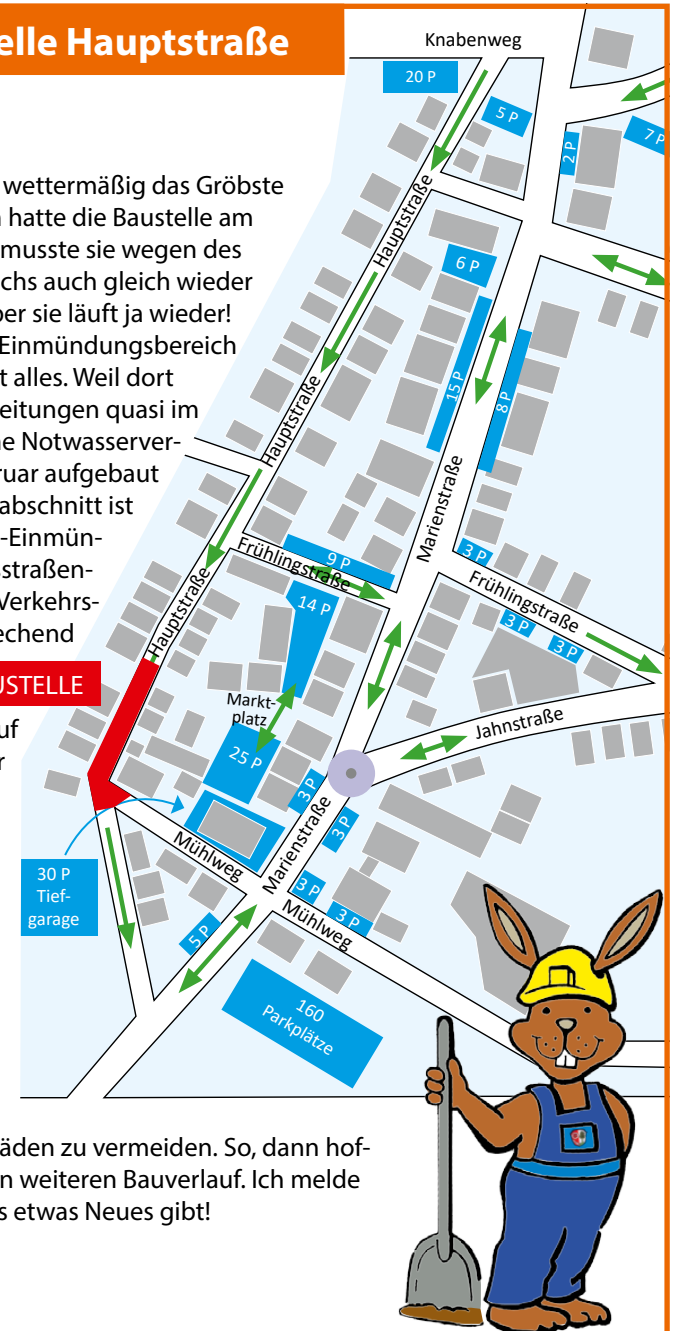 elle Hauptstraße
Knabenweg
20 P
5 P
2 P
7 P
wettermäßig das Gröbste
hatte die Baustelle am
musste sie wegen des
chs auch gleich wieder
ber sie läuft ja wieder!
Einmündungsbereich
t alles. Weil dort
eitungen quasi im
ne Notwasserver-
ruar aufgebaut
abschnitt ist
-Einmün-
sstraßen-
Verkehrs-
echend
USTELLE
uf
r
Hauptstraße
6 P
15 P
8 P
Hauptstraße
Marienstraße
9 P
Frühlingstraße
3 P
Frühlingstraße
3 P
3 P
14 P
Hauptstraße
Markt-
platz
25 P
Jahnstraße
3 P
Marienstraße
3 P
Mühlweg
30 P
Tief-
garage
3 P
3 P
Mühlweg
5 P
160
Parkplätze
äden zu vermeiden. So, dann hof-
n weiteren Bauverlauf. Ich melde
s etwas Neues gibt!